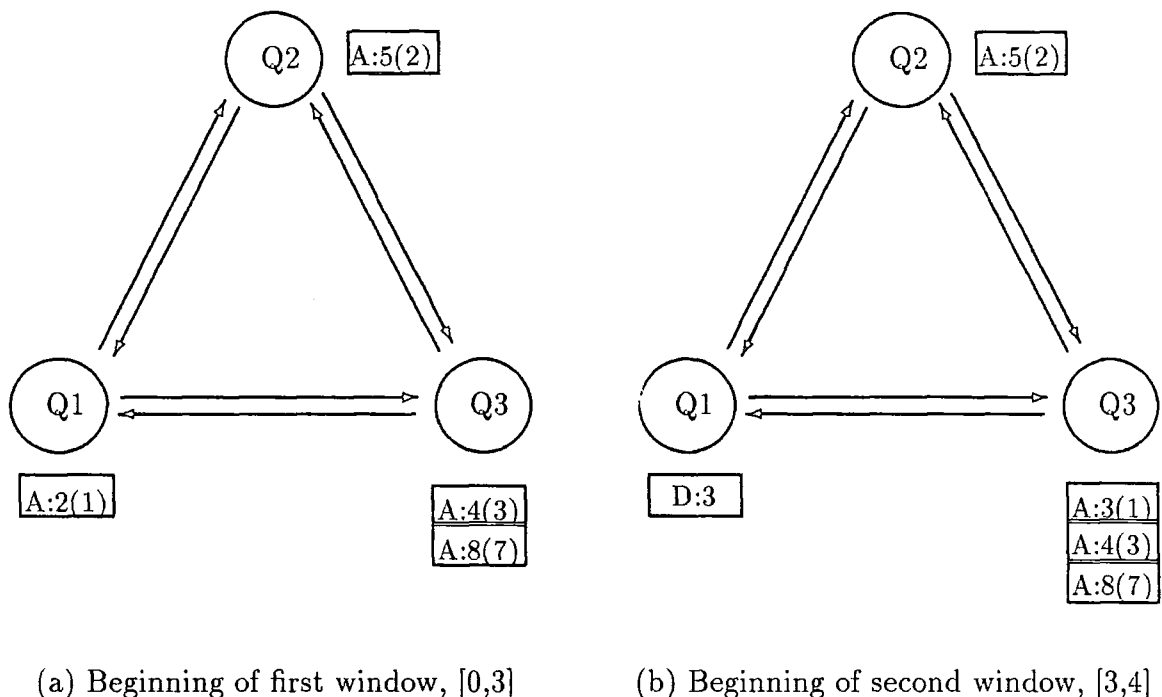 Q2
A:5(2)
Q1
Q3
A:2(1)
A:4(3)
A:8(7)
(a) Beginning of first window, [0,3]
Q2
A:5(2)
Q1
Q3
D:3
A:3(1)
A:4(3)
A:8(7)
(b) Beginning of second window, [3,4]